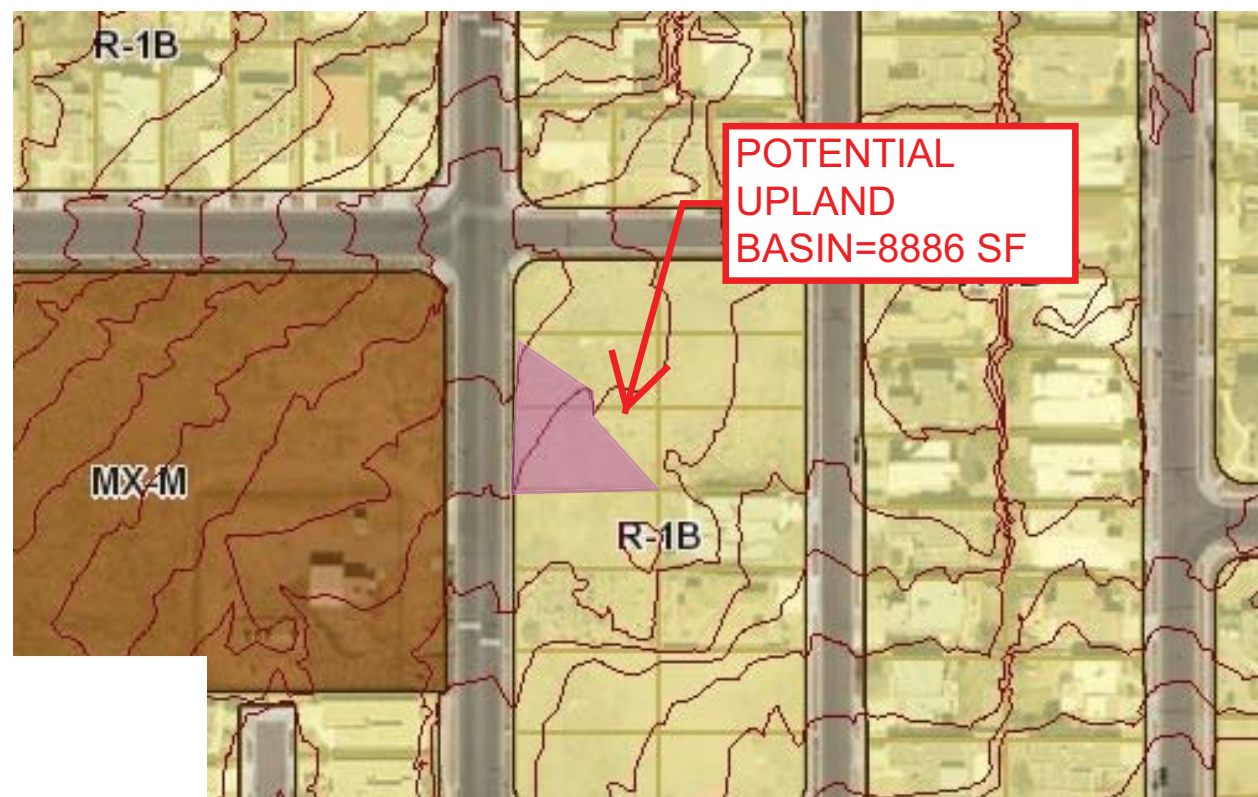 R-1B
POTENTIAL
UPLAND
BASIN=8886 SF
MX-M
R-1B